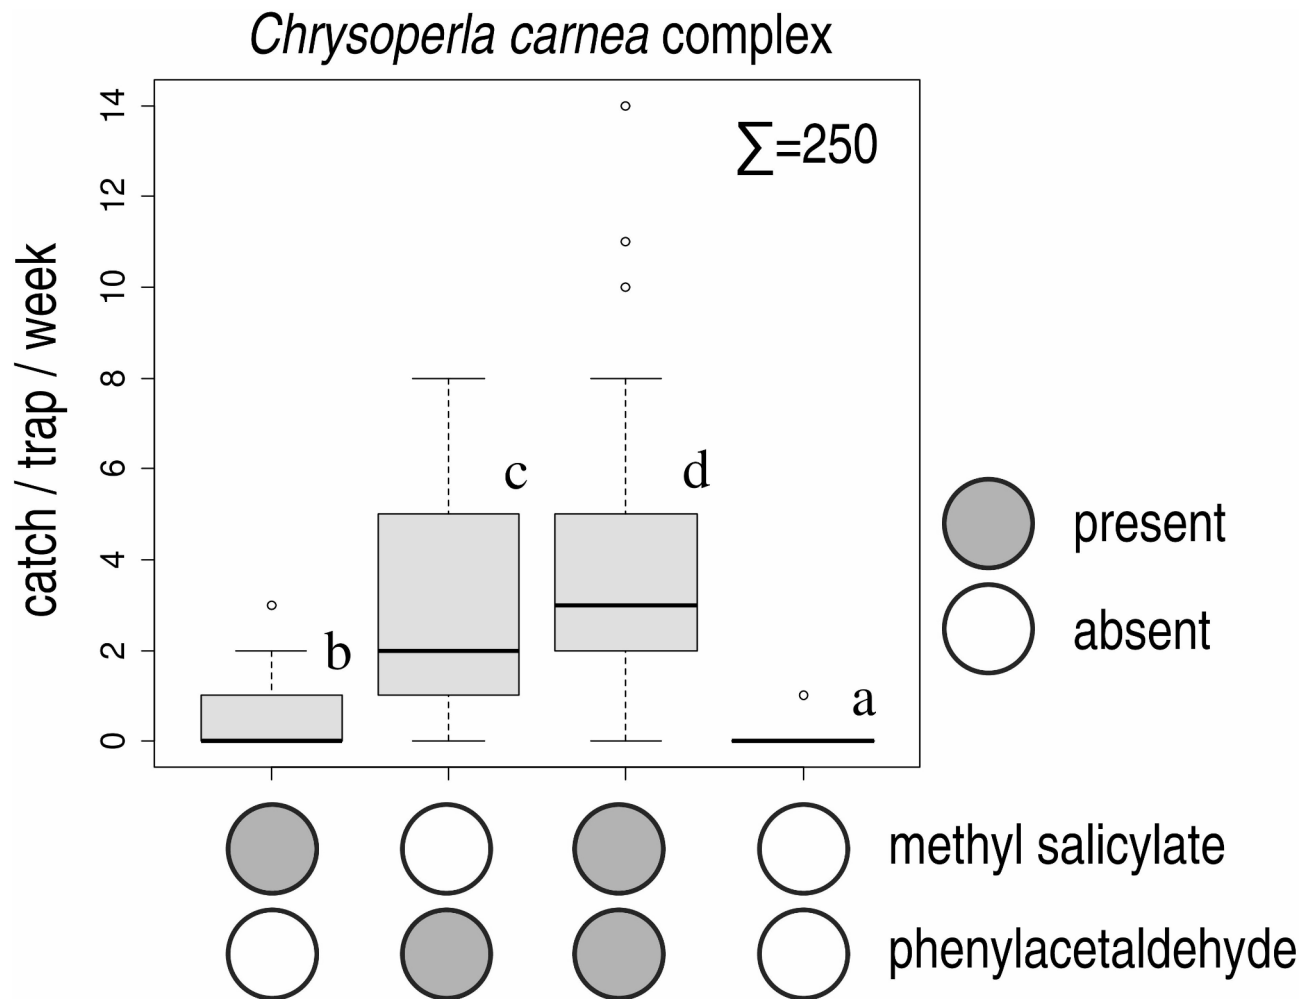 Chrysoperla carnea complex
∑=250
catch / trap / week
14
12
10
8
6
4
2
0
b
c
d
a
present
absent
methyl salicylate
phenylacetaldehyde